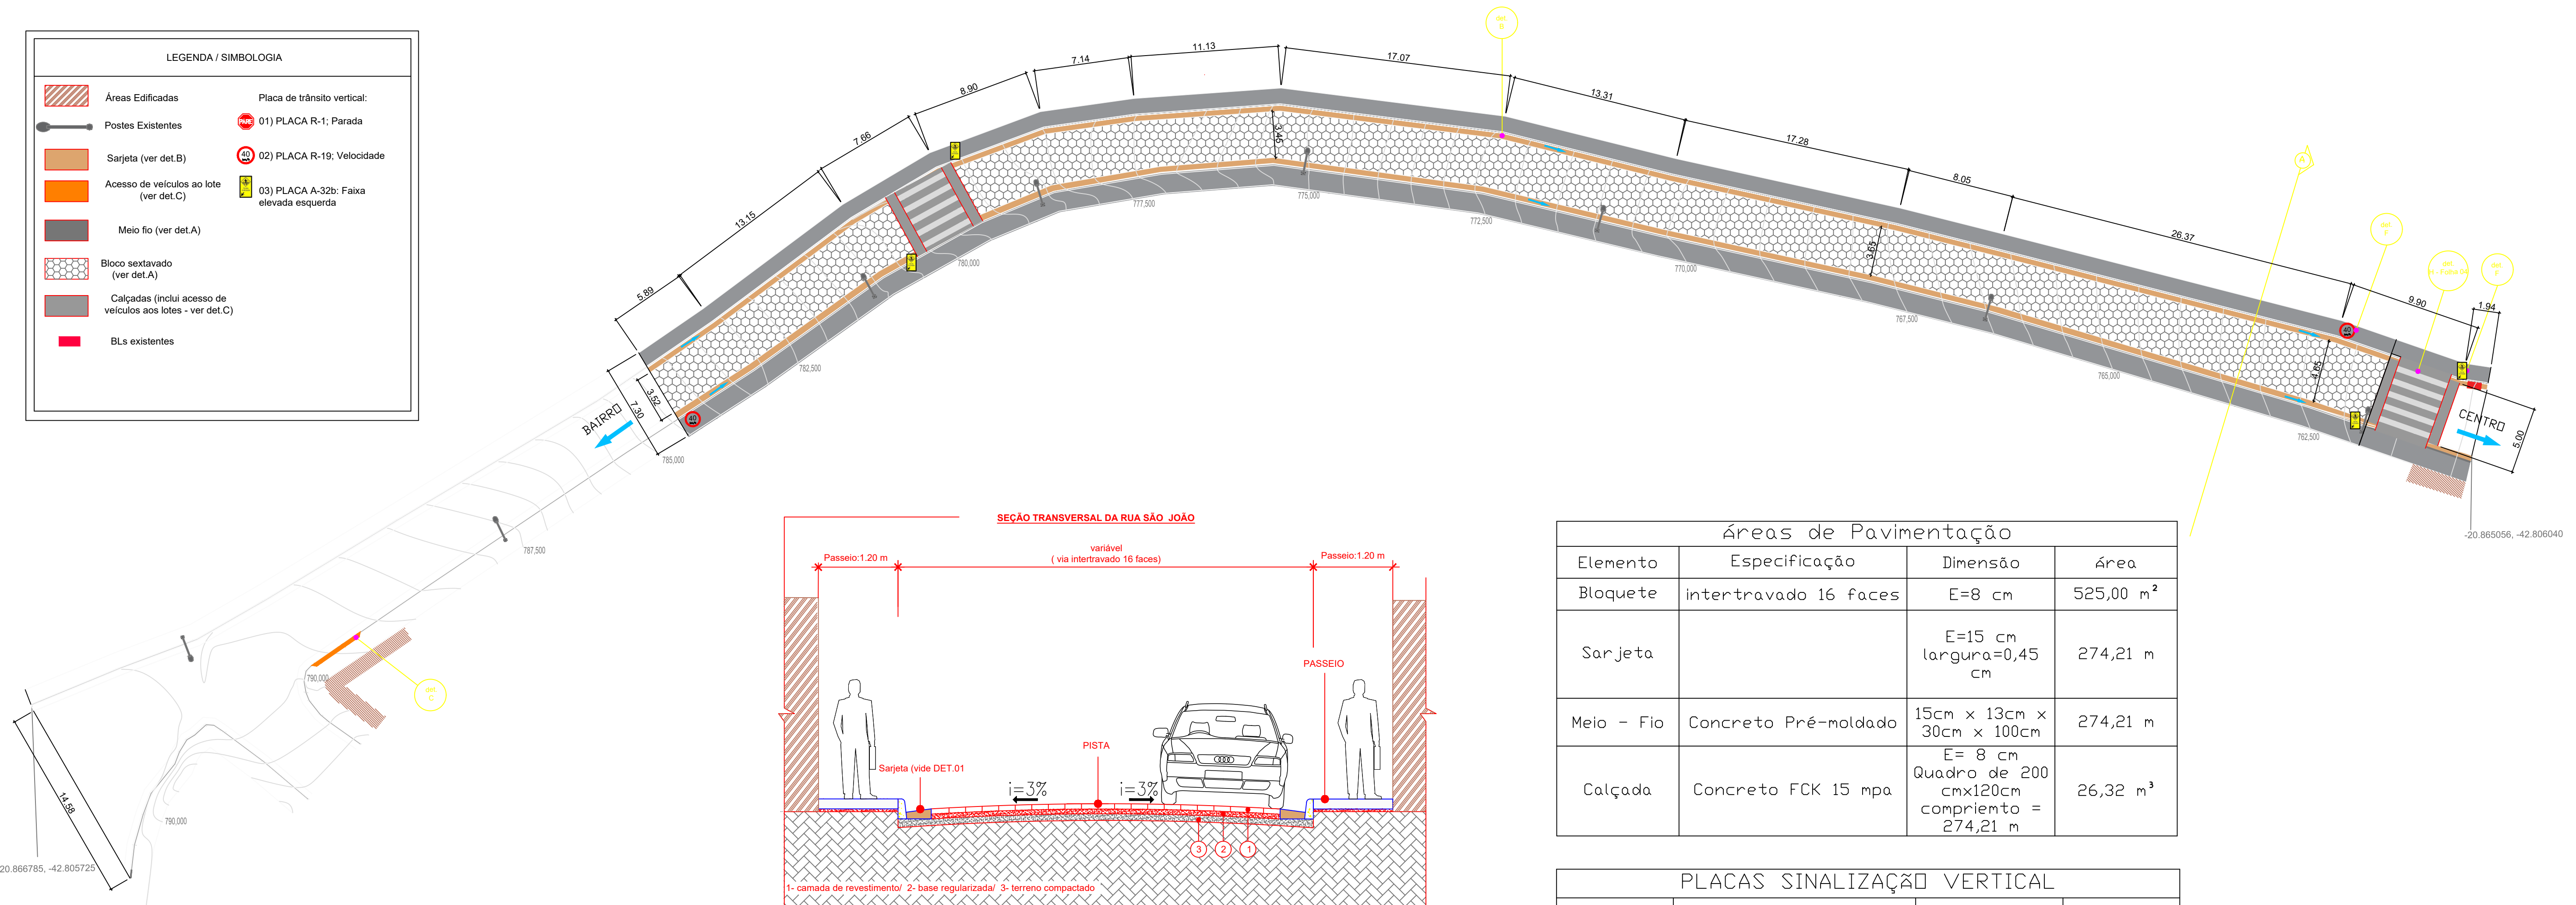 LEGENDA / SIMBOLOGIA
Áreas Edificadas
Postes Existentes
Sarjeta (ver det.B)
Acesso de veículos ao lote
(ver det.C)
Meio fio (ver det.A)
Bloco sextavado
(ver det.A)
Calçadas (inclui acesso de
veículos aos lotes - ver det.C)
BLs existentes
Placa de trânsito vertical:
PARE
01) PLACA R-1; Parada
40
02) PLACA R-19; Velocidade
03) PLACA A-32b: Faixa
elevada esquerda
5.89
13.15
7.66
8.90
7.14
11.13
17.07
13.31
17.28
8.05
26.37
9.90
1.94
3.45
3.65
4.65
5.00
3.52
7.30
14.58
BAIRRO
CENTRO
40
40
785,000
782,500
780,000
777,500
775,000
772,500
770,000
767,500
765,000
762,500
787,500
790,000
790,000
-20.865056, -42.806040
20.866785, -42.805725
SEÇÃO TRANSVERSAL DA RUA SÃO JOÃO
Passeio:1.20 m
variável
( via intertravado 16 faces)
Passeio:1.20 m
PASSEIO
PISTA
Sarjeta (vide DET.01
i=3%
i=3%
3
2
1
1- camada de revestimento/ 2- base regularizada/ 3- terreno compactado
Áreas de Pavimentação
Elemento Especificação Dimensão Área
Bloquete intertravado 16 faces E=8 cm 525,00 m²
Sarjeta E=15 cm
largura=0,45
cm 274,21 m
Meio - Fio Concreto Pré-moldado 15cm x 13cm x
30cm x 100cm 274,21 m
Calçada Concreto FCK 15 mpa E= 8 cm
Quadro de 200
cmx120cm
compriento =
274,21 m 26,32 m³
PLACAS SINALIZAÇÃO VERTICAL